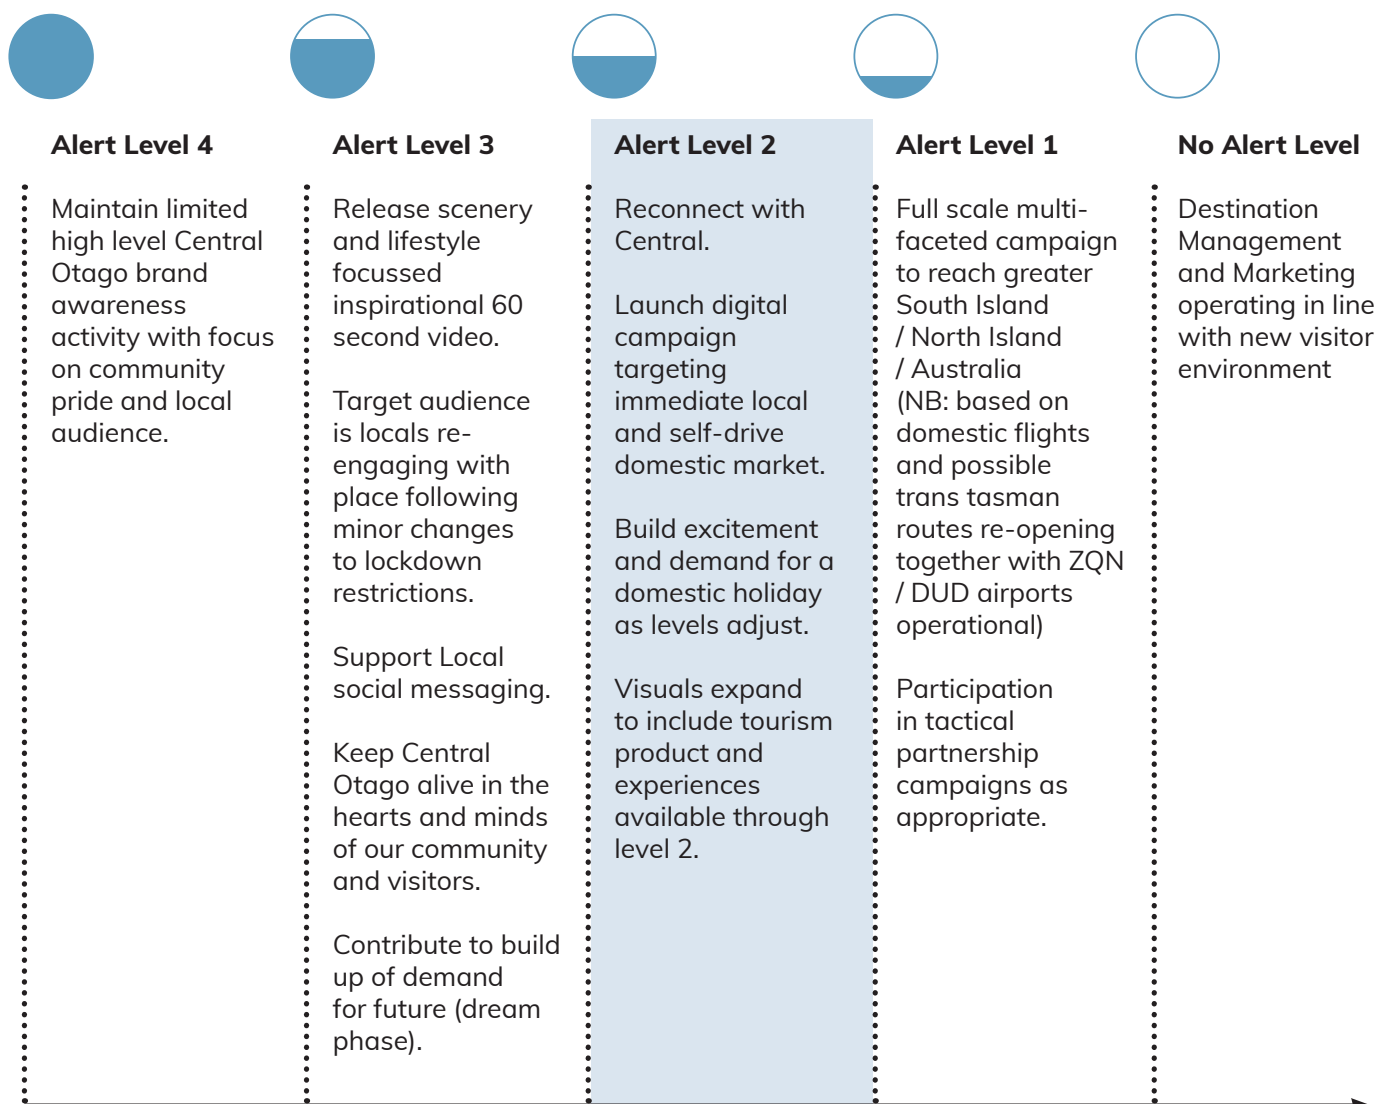 Alert Level 4
Maintain limited
high level Central
Otago brand
awareness
activity with focus
on community
pride and local
audience.
Alert Level 3
Release scenery
and lifestyle
focussed
inspirational 60
second video.
Target audience
is locals re-
engaging with
place following
minor changes
to lockdown
restrictions.
Support Local
social messaging.
Keep Central
Otago alive in the
hearts and minds
of our community
and visitors.
Contribute to build
up of demand
for future (dream
phase).
Alert Level 2
Reconnect with
Central.
Launch digital
campaign
targeting
immediate local
and self-drive
domestic market.
Build excitement
and demand for a
domestic holiday
as levels adjust.
Visuals expand
to include tourism
product and
experiences
available through
level 2.
Alert Level 1
Full scale multi-
faceted campaign
to reach greater
South Island
/ North Island
/ Australia
(NB: based on
domestic flights
and possible
trans tasman
routes re-opening
together with ZQN
/ DUD airports
operational)
Participation
in tactical
partnership
campaigns as
appropriate.
No Alert Level
Destination
Management
and Marketing
operating in line
with new visitor
environment